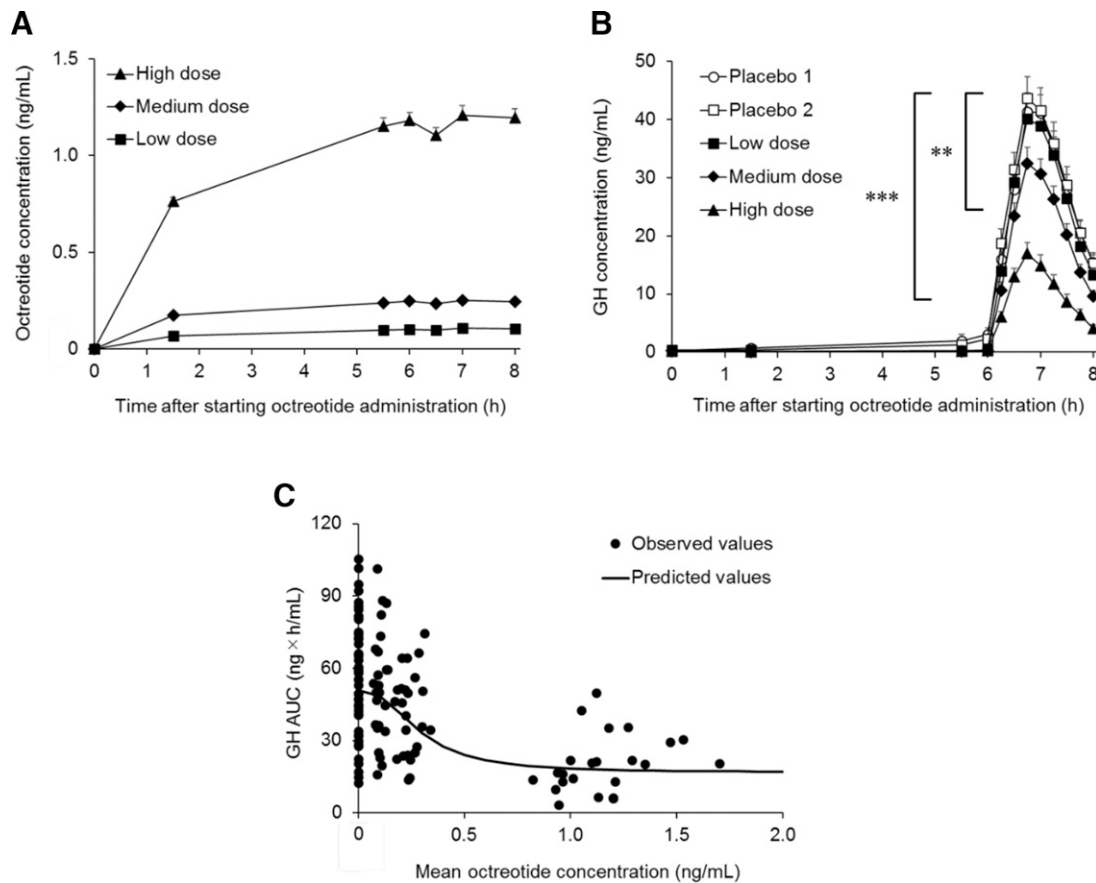 A
Octreotide concentration (ng/mL)
1.5
1.0
0.5
0
High dose
Medium dose
Low dose
0 1 2 3 4 5 6 7 8
Time after starting octreotide administration (h)
B
GH concentration (ng/mL)
50
40
30
20
10
0
Placebo 1
Placebo 2
Low dose
Medium dose
High dose
***
**
0 1 2 3 4 5 6 7 8
Time after starting octreotide administration (h)
C
GH AUC (ng × h/mL)
120
90
60
30
0
Observed values
Predicted values
0 0.5 1.0 1.5 2.0
Mean octreotide concentration (ng/mL)